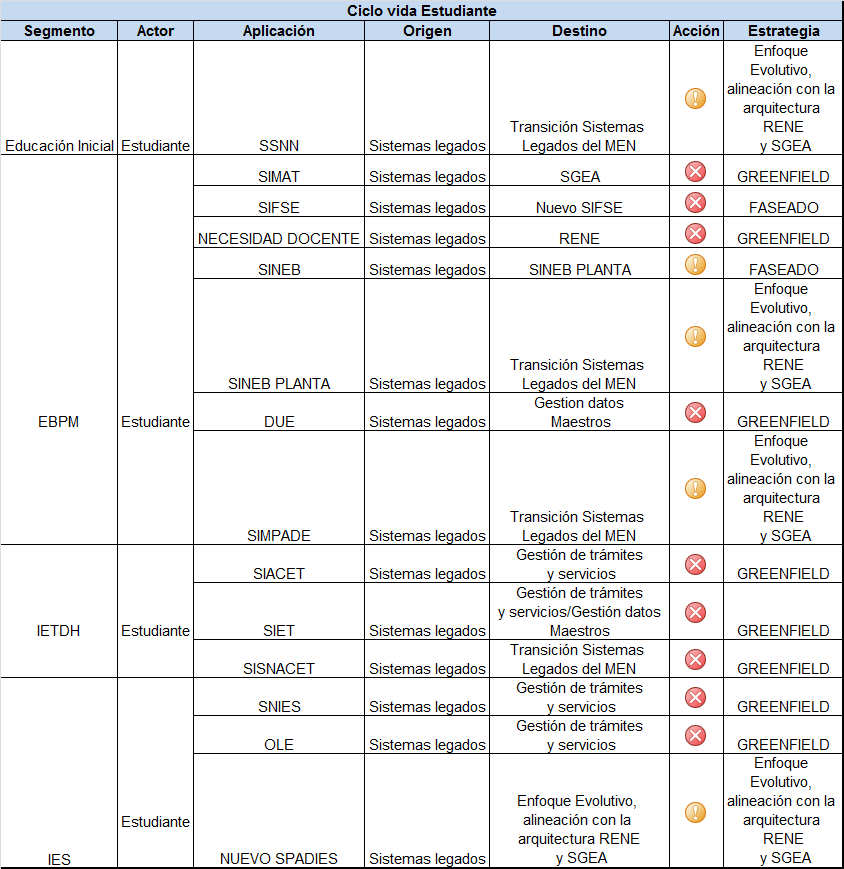 Ciclo vida Estudiante
Segmento Actor Aplicación Origen Destino Acción Estrategia
Educación Inicial Estudiante SSNN Sistemas legados Transición Sistemas
Legados del MEN Enfoque
Evolutivo,
alineación con la
arquitectura
RENE
y SGEA
EBPM Estudiante SIMAT Sistemas legados SGEA GREENFIELD
SIFSE Sistemas legados Nuevo SIFSE FASEADO
NECESIDAD DOCENTE Sistemas legados RENE GREENFIELD
SINEB Sistemas legados SINEB PLANTA FASEADO
SINEB PLANTA Sistemas legados Transición Sistemas
Legados del MEN Enfoque
Evolutivo,
alineación con la
arquitectura
RENE
y SGEA
DUE Sistemas legados Gestion datos
Maestros GREENFIELD
SIMPADE Sistemas legados Transición Sistemas
Legados del MEN Enfoque
Evolutivo,
alineación con la
arquitectura
RENE
y SGEA
IETDH Estudiante SIACET Sistemas legados Gestión de trámites
y servicios GREENFIELD
SIET Sistemas legados Gestión de trámites
y servicios/Gestión datos
Maestros GREENFIELD
SISNACET Sistemas legados Transición Sistemas
Legados del MEN GREENFIELD
IES Estudiante SNIES Sistemas legados Gestión de trámites
y servicios GREENFIELD
OLE Sistemas legados Gestión de trámites
y servicios GREENFIELD
NUEVO SPADIES Sistemas legados Enfoque Evolutivo,
alineación con la
arquitectura RENE
y SGEA Enfoque
Evolutivo,
alineación con la
arquitectura
RENE
y SGEA